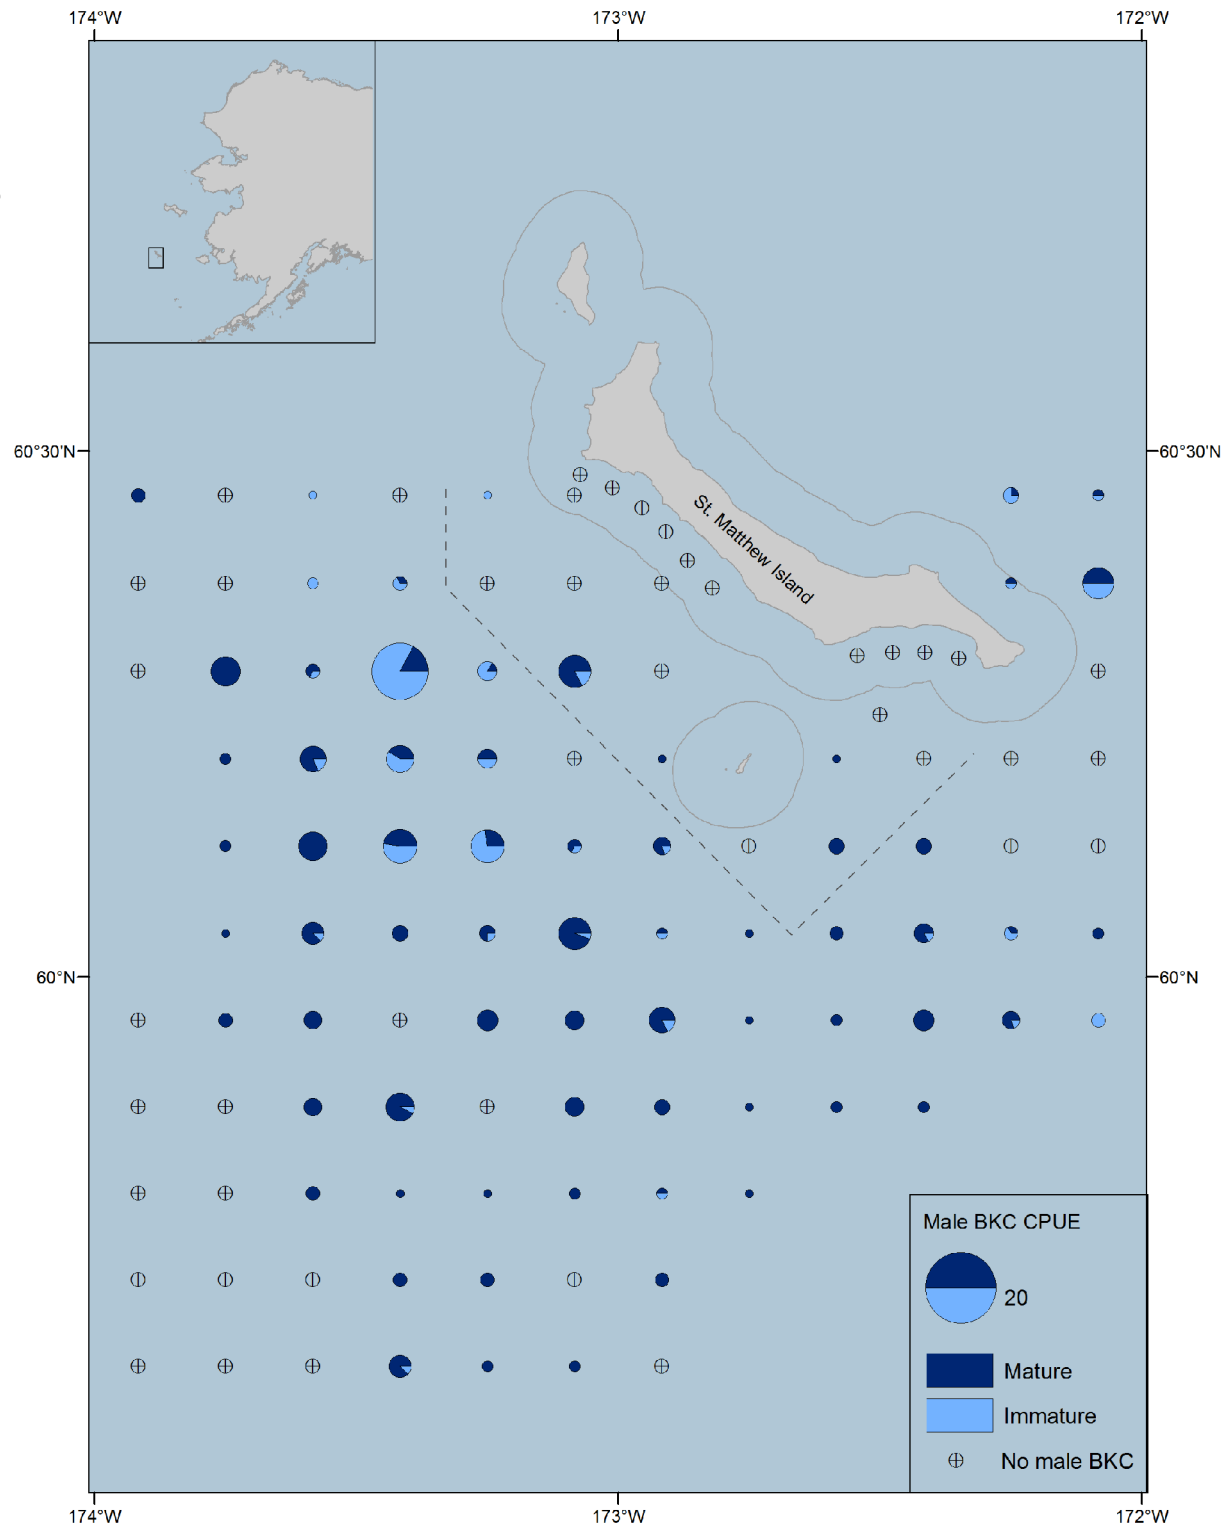 174°W 173°W 172°W
60°30'N 60°30'N
St. Matthew Island
60°N 60°N
Male BKC CPUE
20
Mature
Immature
No male BKC
174°W 173°W 172°W